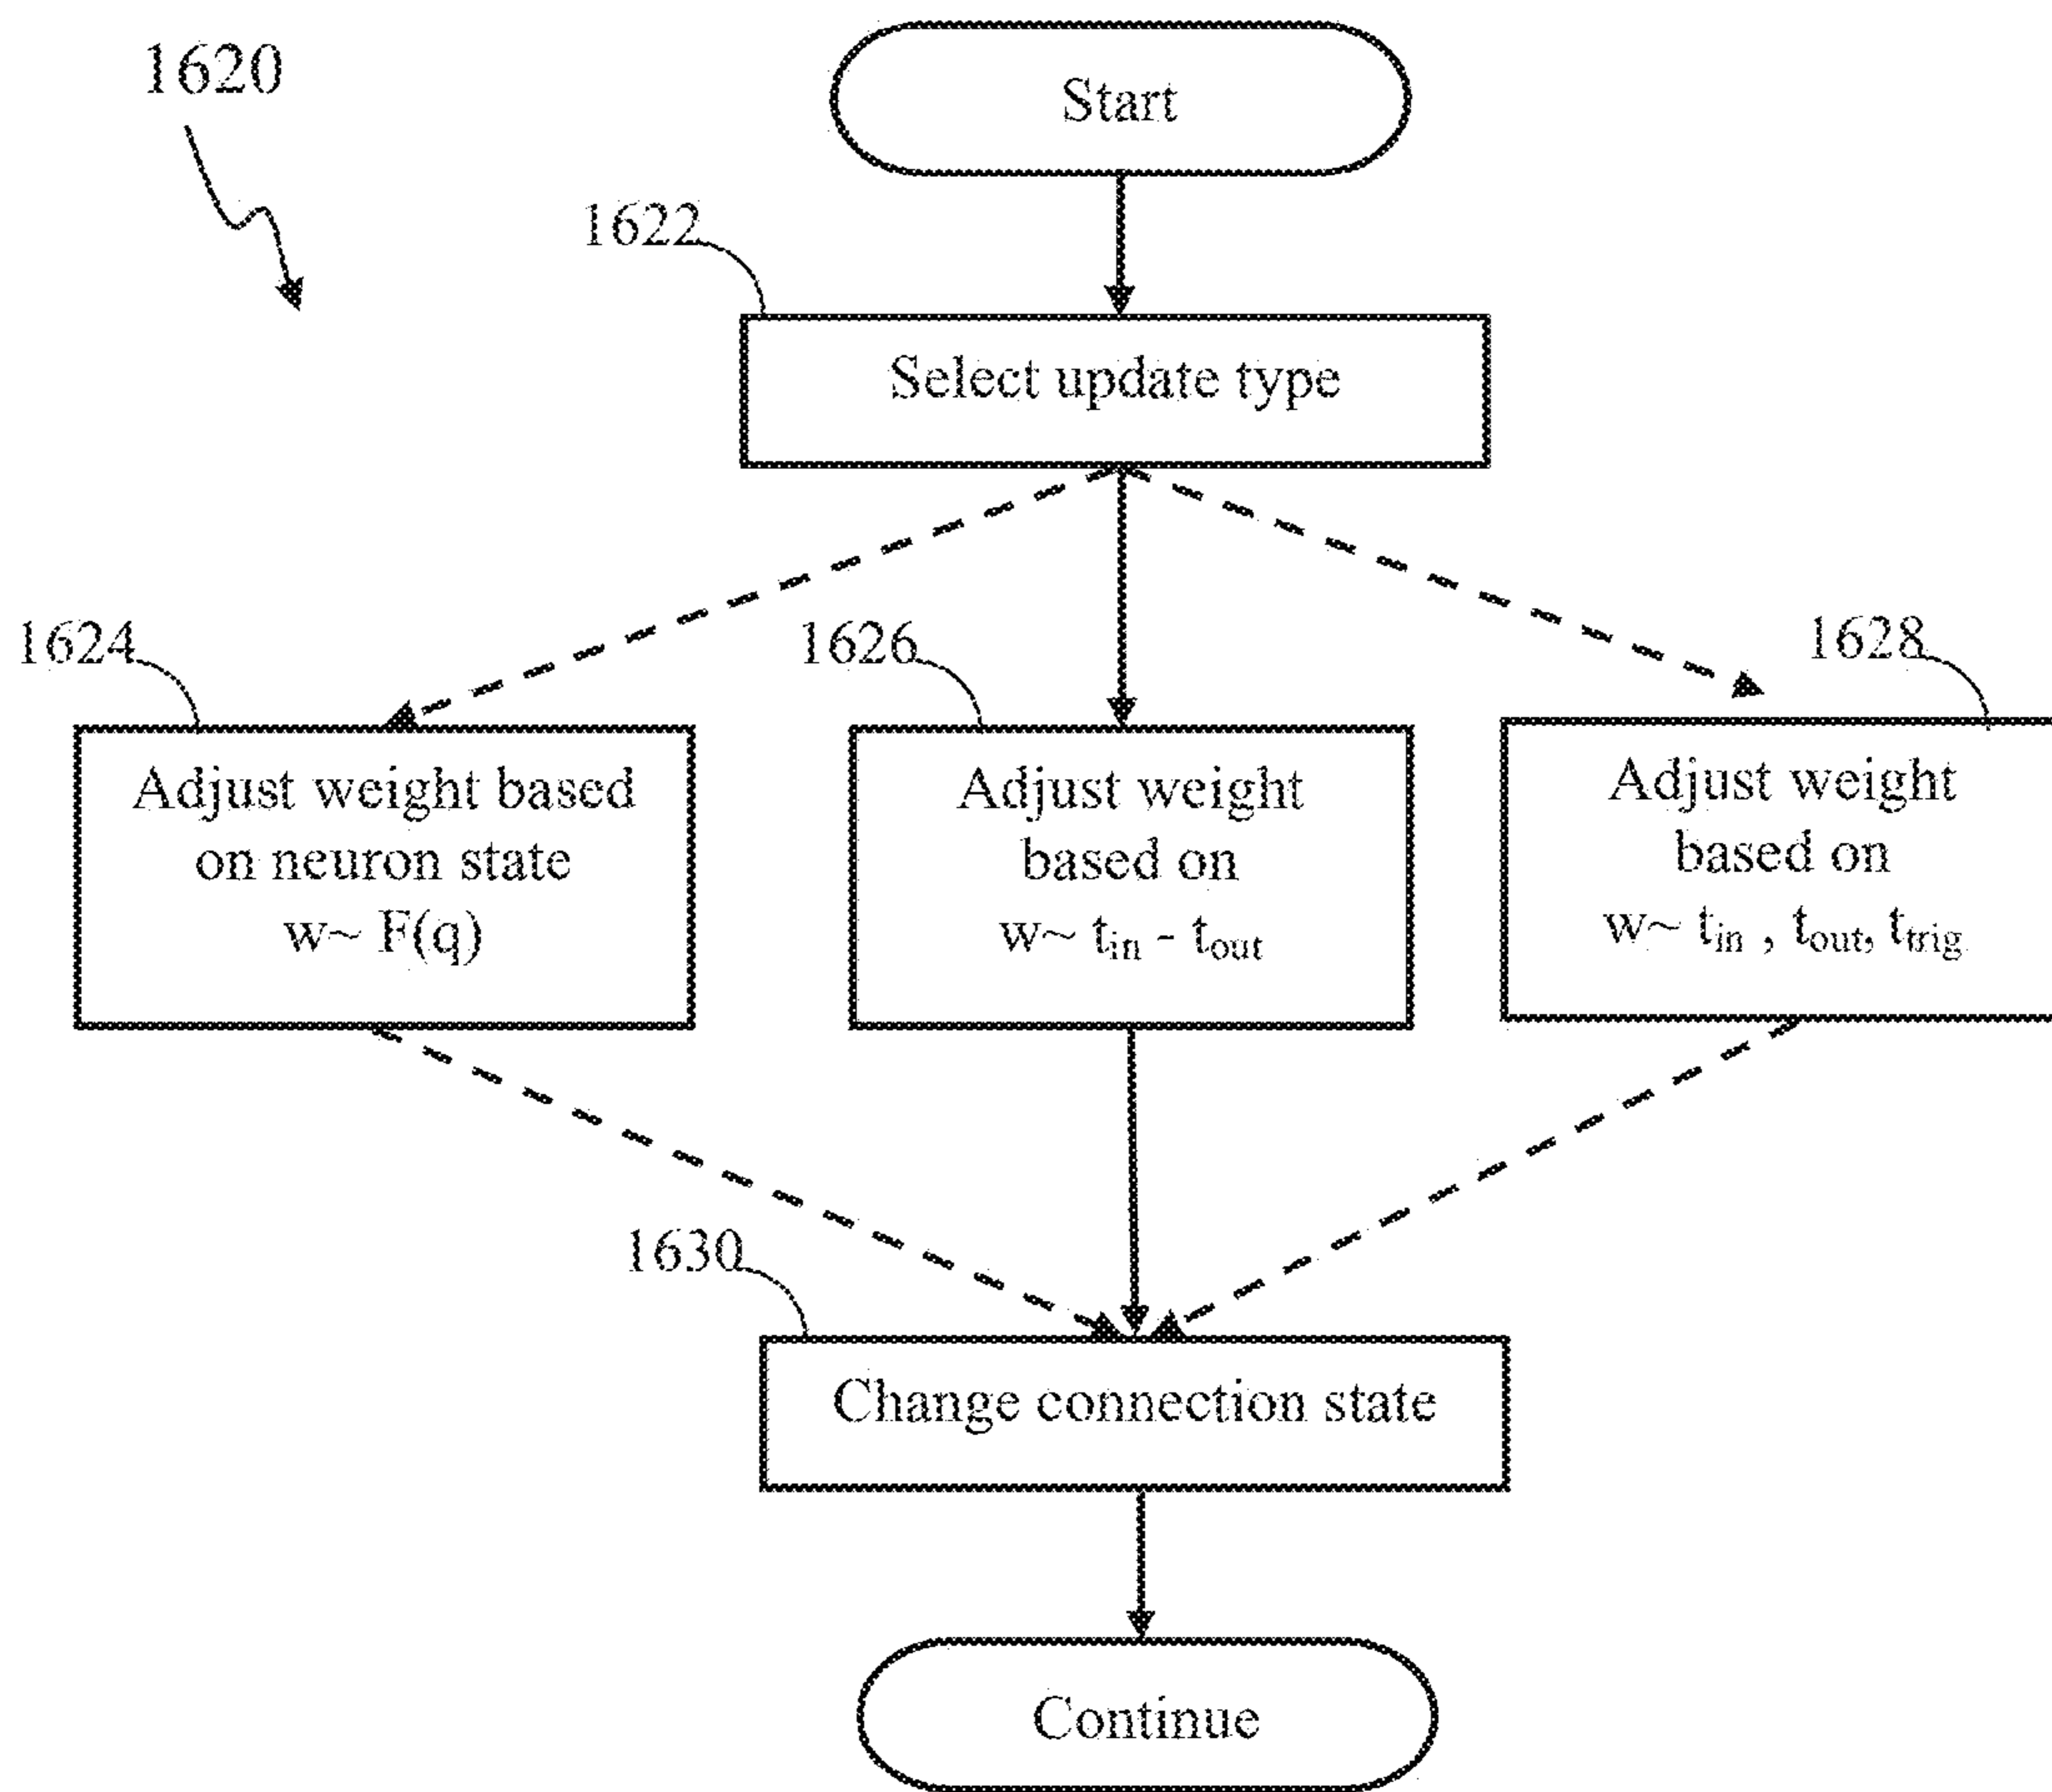 1620
Start
1622
Select update type
1624
1626
1628
Adjust weight based
on neuron state
w~ F(q)
Adjust weight
based on
w~ tin - tout
Adjust weight
based on
w~ tin , tout, ttrig
1630
Change connection state
Continue